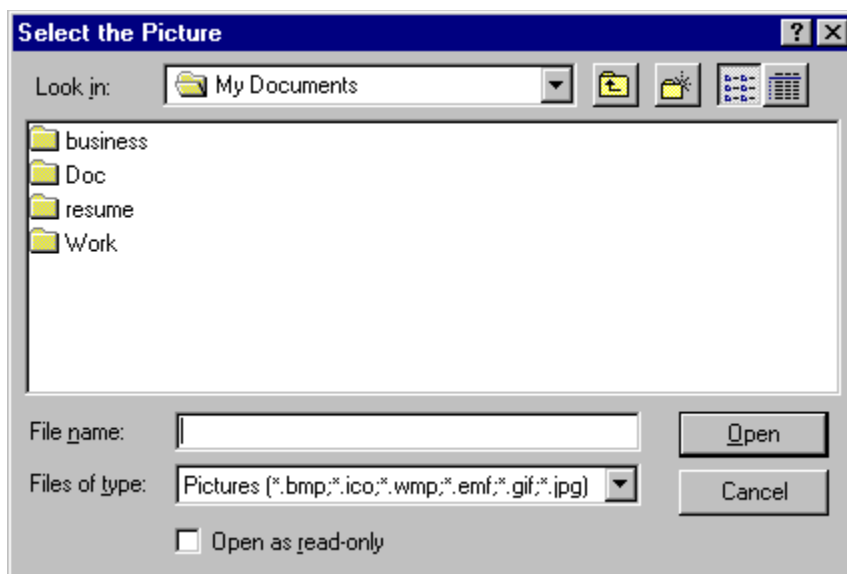 Select the Picture
Look in: My Documents
business
Doc
resume
Work
File name:
Open
Files of type: Pictures (*.bmp;*.ico;*.wmp;*.emf;*.gif;*.jpg)
Cancel
Open as read-only